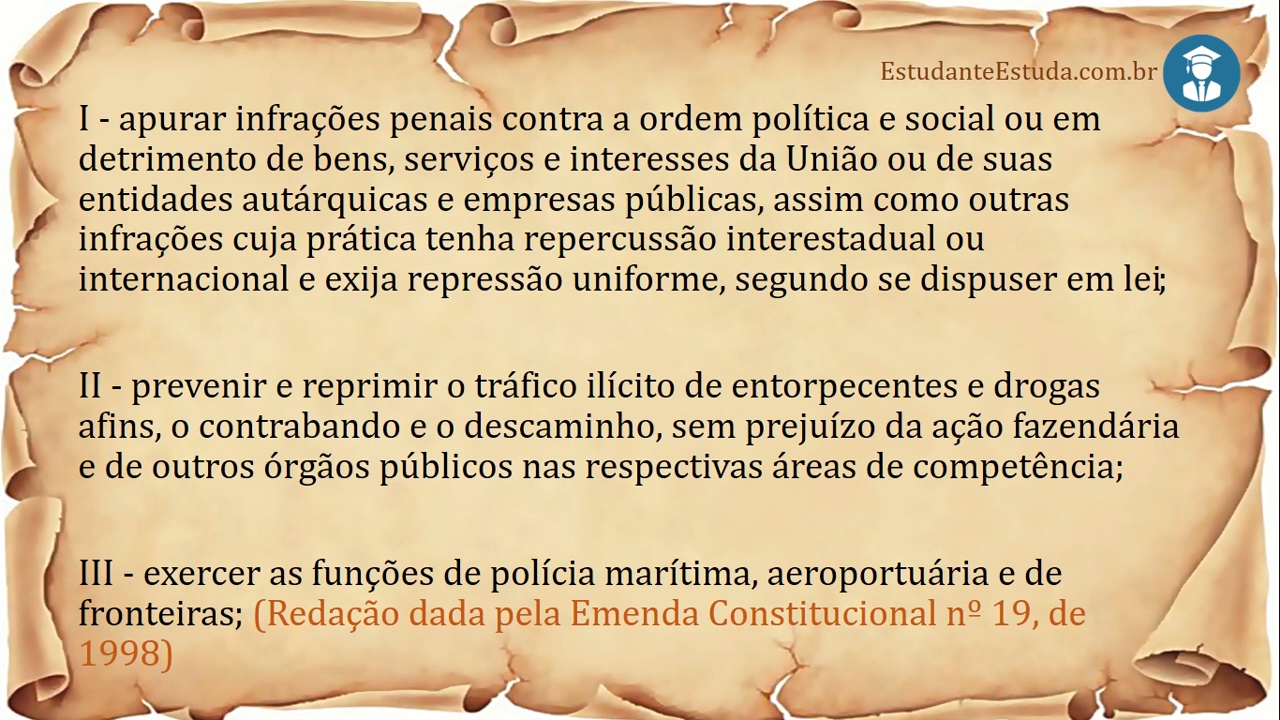 EstudanteEstuda.com.br
I - apurar infrações penais contra a ordem política e social ou em
detrimento de bens, serviços e interesses da União ou de suas
entidades autárquicas e empresas públicas, assim como outras
infrações cuja prática tenha repercussão interestadual ou
internacional e exija repressão uniforme, segundo se dispuser em lei;
II - prevenir e reprimir o tráfico ilícito de entorpecentes e drogas
afins, o contrabando e o descaminho, sem prejuízo da ação fazendária
e de outros órgãos públicos nas respectivas áreas de competência;
III - exercer as funções de polícia marítima, aeroportuária e de
fronteiras; (Redação dada pela Emenda Constitucional nº 19, de
1998)